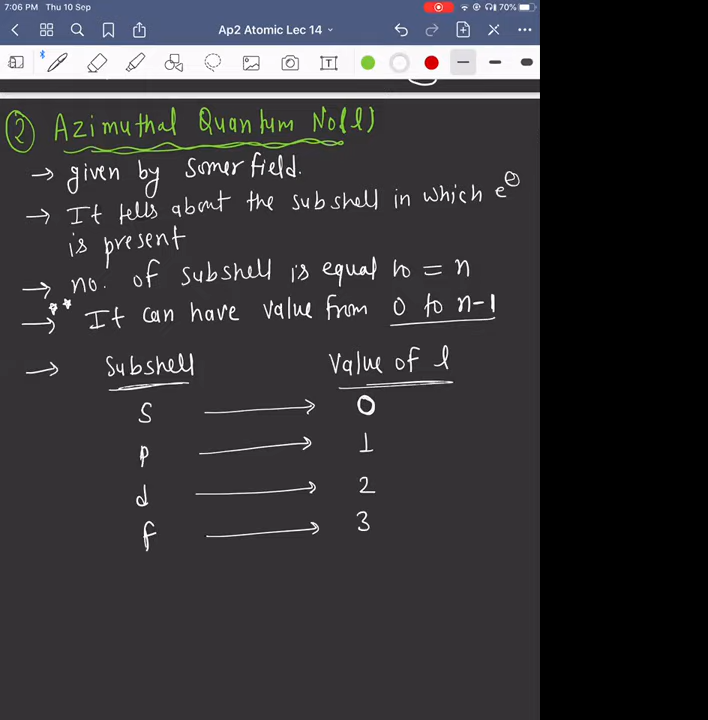 7:06 PM Thu 10 Sep
70%
Ap2 Atomic Lec 14
T
② Azimuthal Quantum No(l)
→ given by Somerfield.
→ It tells about the subshell in which e⊖
is present
→ no. of subshell is equal to = n
→ ** It can have value from 0 to n-1
→ Subshell Value of l
S → 0
p → 1
d → 2
f → 3